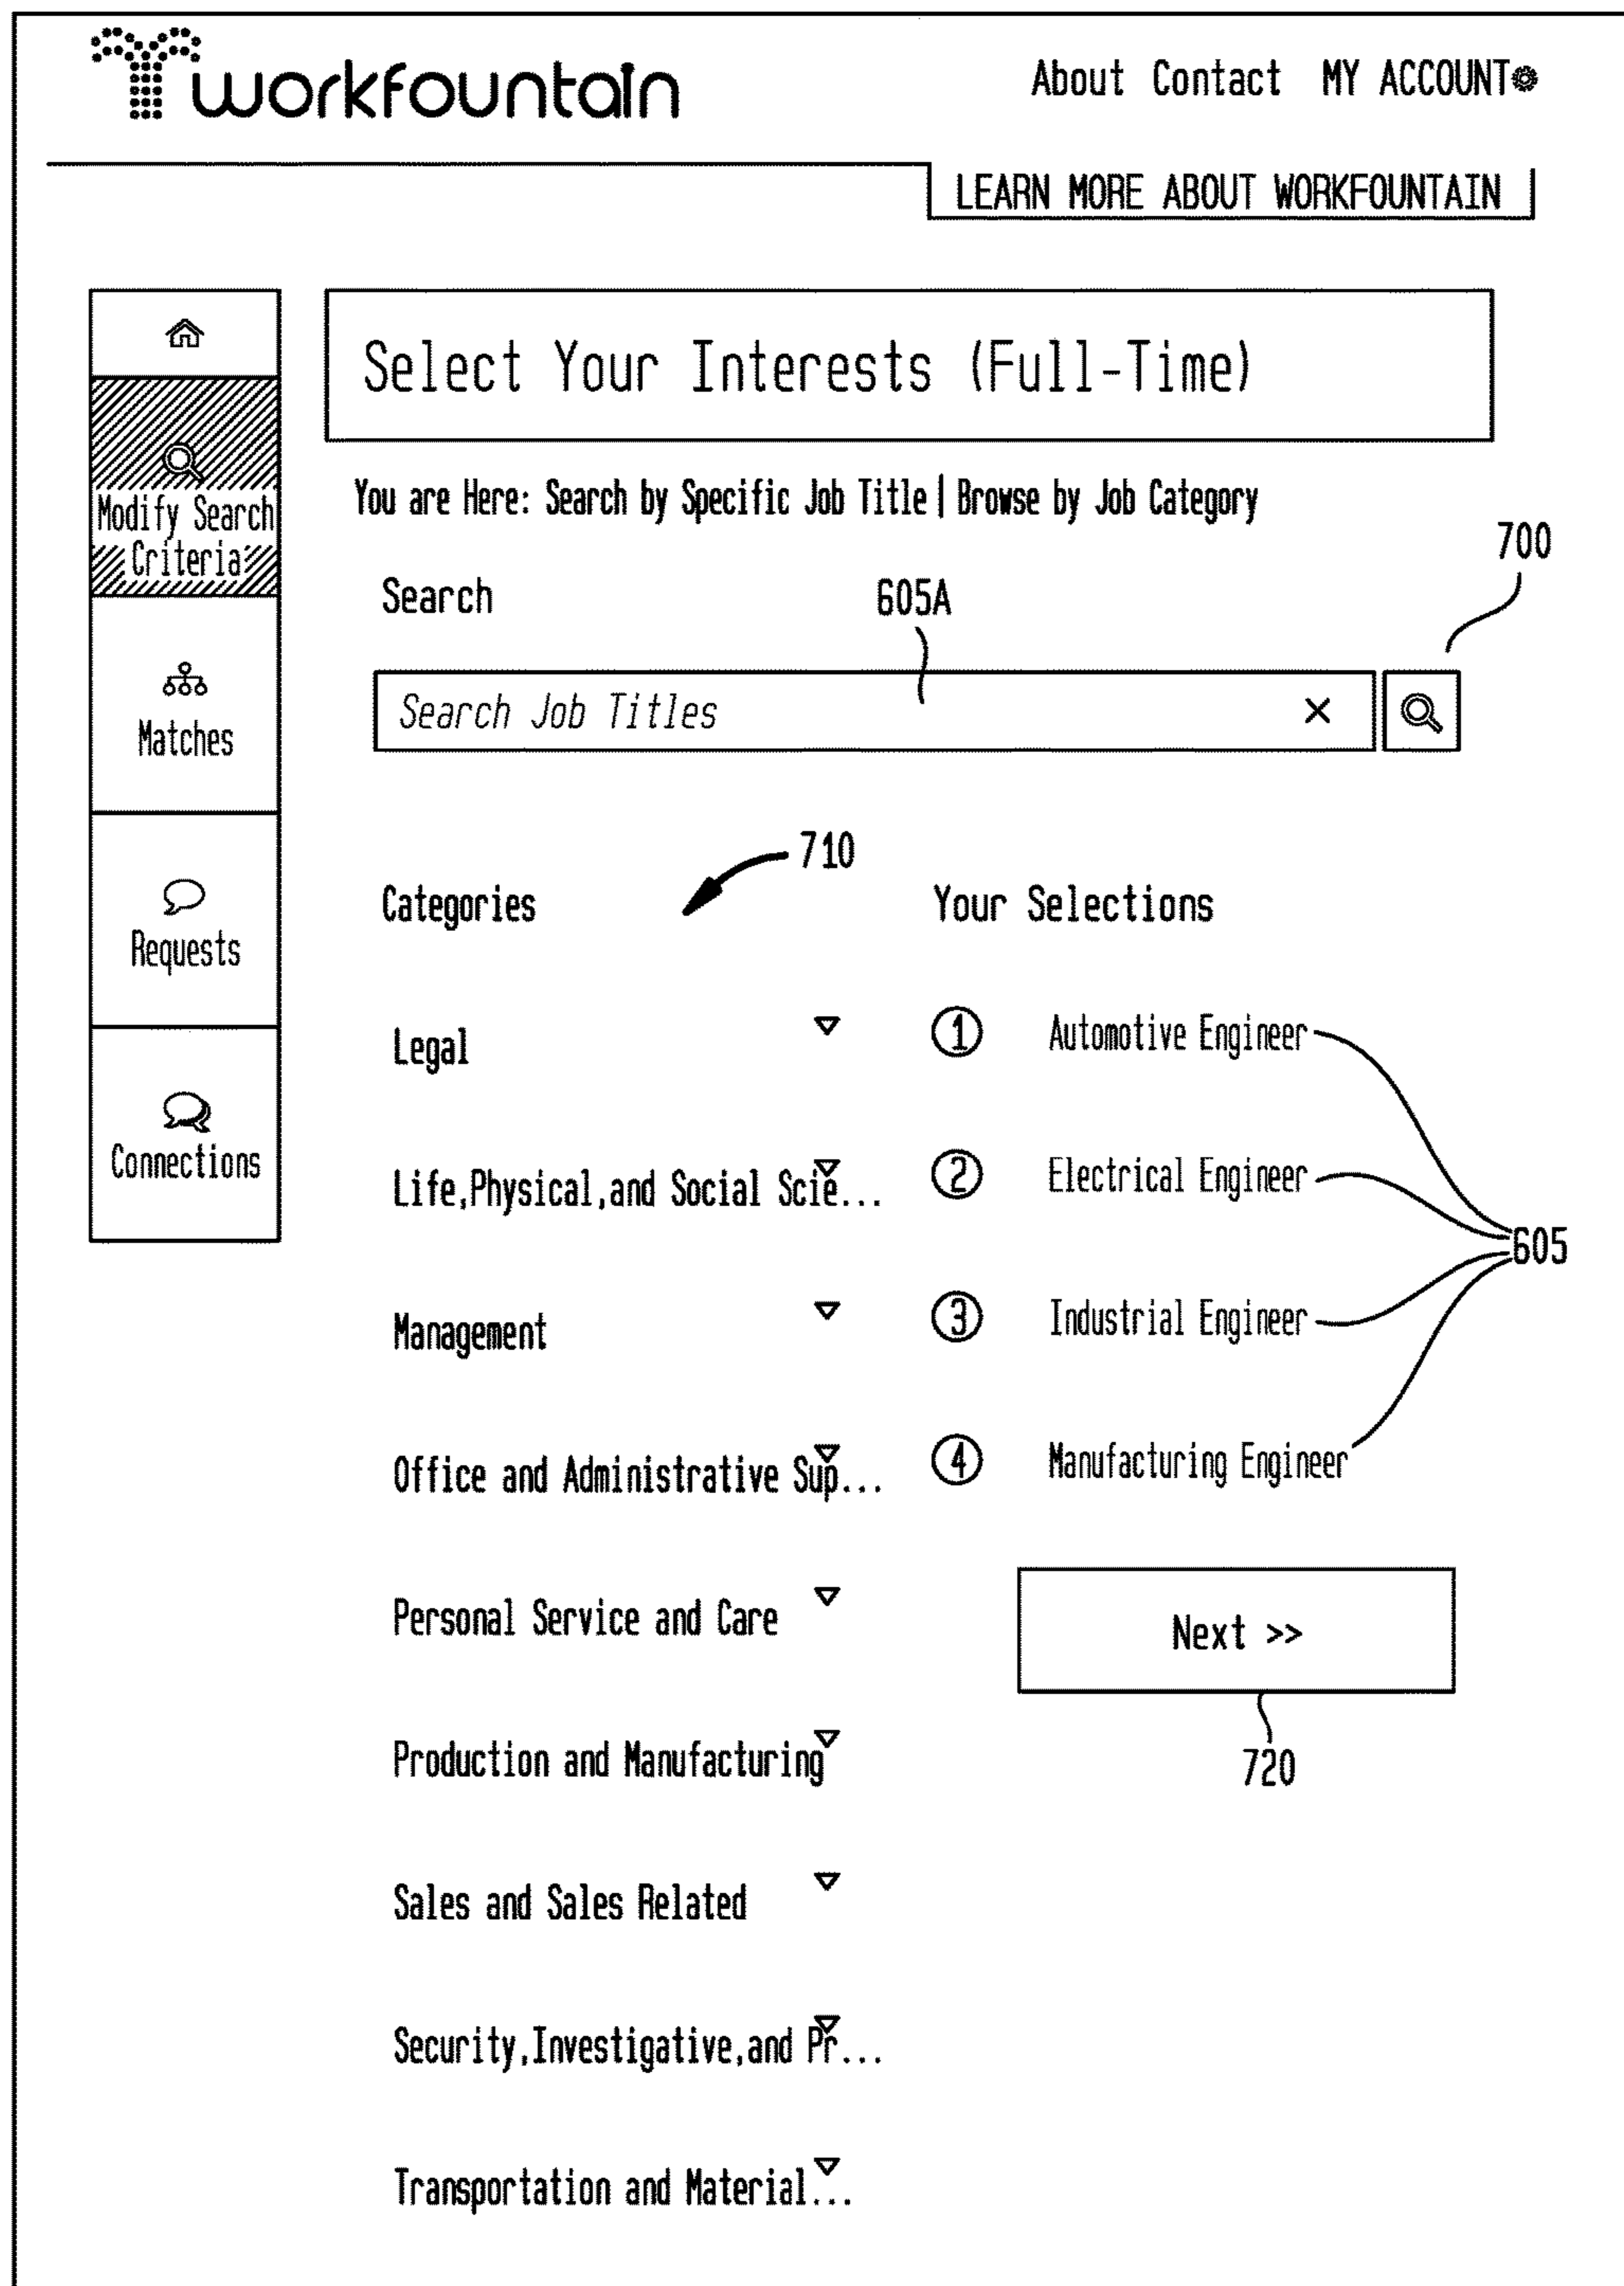 workfountain
About Contact MY ACCOUNT
LEARN MORE ABOUT WORKFOUNTAIN
Select Your Interests (Full-Time)
Modify Search
Criteria
Matches
Requests
Connections
You are Here: Search by Specific Job Title | Browse by Job Category
700
Search
605A
Search Job Titles ×
710
Categories
Legal
Life,Physical,and Social Scie...
Management
Office and Administrative Sup...
Personal Service and Care
Production and Manufacturing
Sales and Sales Related
Security,Investigative,and Pr...
Transportation and Material...
Your Selections
1 Automotive Engineer
2 Electrical Engineer
3 Industrial Engineer
4 Manufacturing Engineer
605
Next >>
720